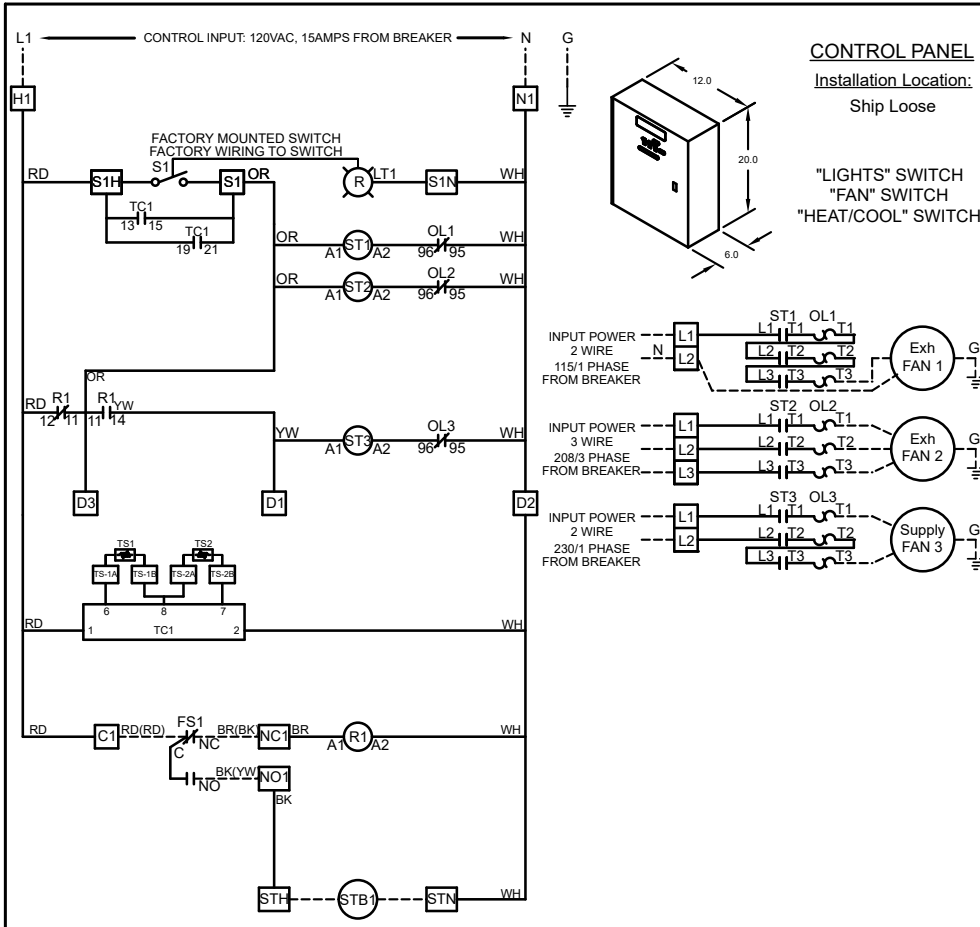 L1 CONTROL INPUT: 120VAC, 15AMPS FROM BREAKER N G
H1 N1
CONTROL PANEL
Installation Location:
Ship Loose
12.0
20.0
6.0
"LIGHTS" SWITCH
"FAN" SWITCH
"HEAT/COOL" SWITCH
FACTORY MOUNTED SWITCH
FACTORY WIRING TO SWITCH
RD S1H S1 S1 OR R LT1 S1N WH
TC1
13 15
TC1
19 21
OR A1 ST1 A2 OL1 96 95 WH
OR A1 ST2 A2 OL2 96 95 WH
OR
RD R1 12 11 R1 11 14 YW
YW A1 ST3 A2 OL3 96 95 WH
D3 D1 D2
TS1 TS2
TS-1A TS-1B TS-2A TS-2B
6 8 7
RD 1 TC1 2 WH
RD C1 RD(RD) FS1 C NC BR(BK) NC1 BR A1 R1 A2 WH
NO BK(YW NO1
BK
STH STB1 STN WH
INPUT POWER
2 WIRE
115/1 PHASE
FROM BREAKER
N
L1
L2
ST1 OL1
L1 T1 T1
L2 T2 T2
L3 T3 T3
Exh
FAN 1
G
INPUT POWER
3 WIRE
208/3 PHASE
FROM BREAKER
L1
L2
L3
ST2 OL2
L1 T1 T1
L2 T2 T2
L3 T3 T3
Exh
FAN 2
G
INPUT POWER
2 WIRE
230/1 PHASE
FROM BREAKER
L1
L2
ST3 OL3
L1 T1 T1
L2 T2 T2
L3 T3 T3
Supply
FAN 3
G